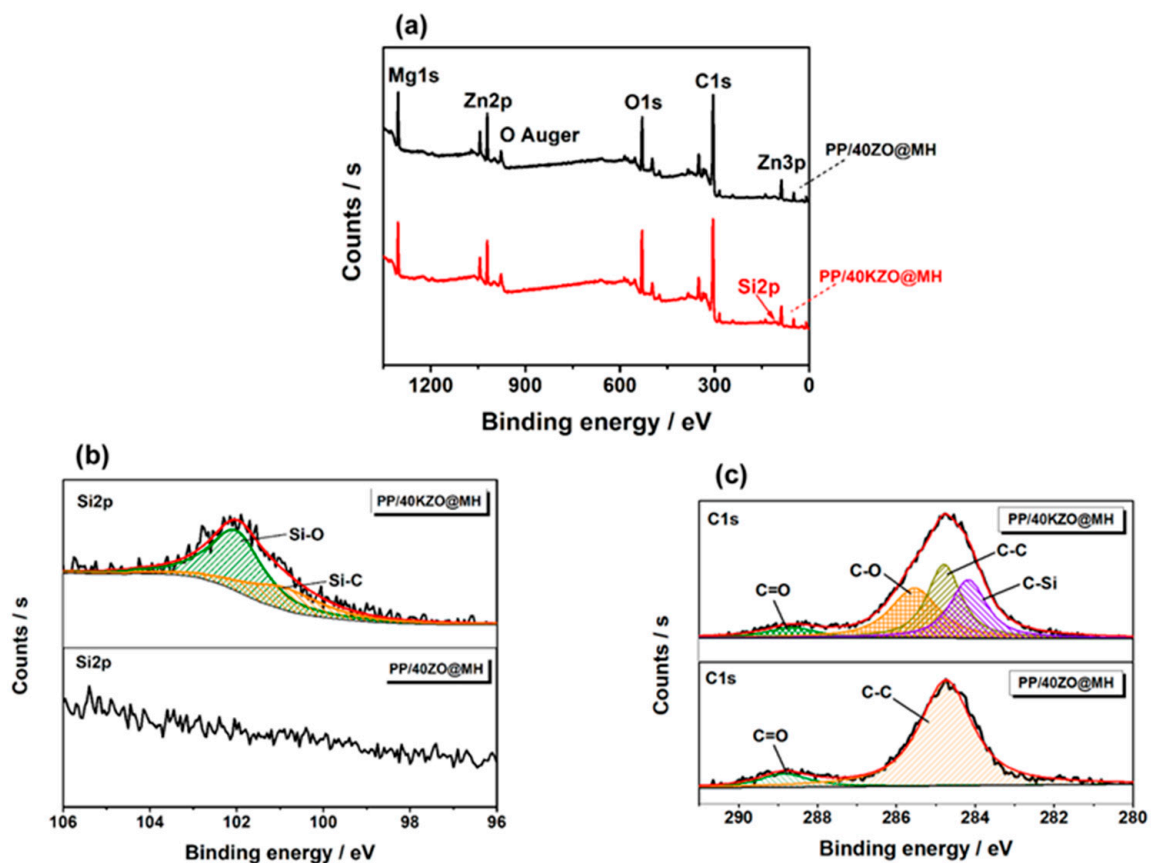 (a)
Mg1s
Zn2p
O Auger
O1s
C1s
Zn3p
PP/40ZO@MH
Si2p
PP/40KZO@MH
Counts / s
1200 900 600 300 0
Binding energy / eV
(b)
Si2p
PP/40KZO@MH
Si-O
Si-C
Si2p
PP/40ZO@MH
Counts / s
106 104 102 100 98 96
Binding energy / eV
(c)
C1s
PP/40KZO@MH
C-C
C-O
C-Si
C=O
C1s
PP/40ZO@MH
C-C
C=O
Counts / s
290 288 286 284 282 280
Binding energy / eV